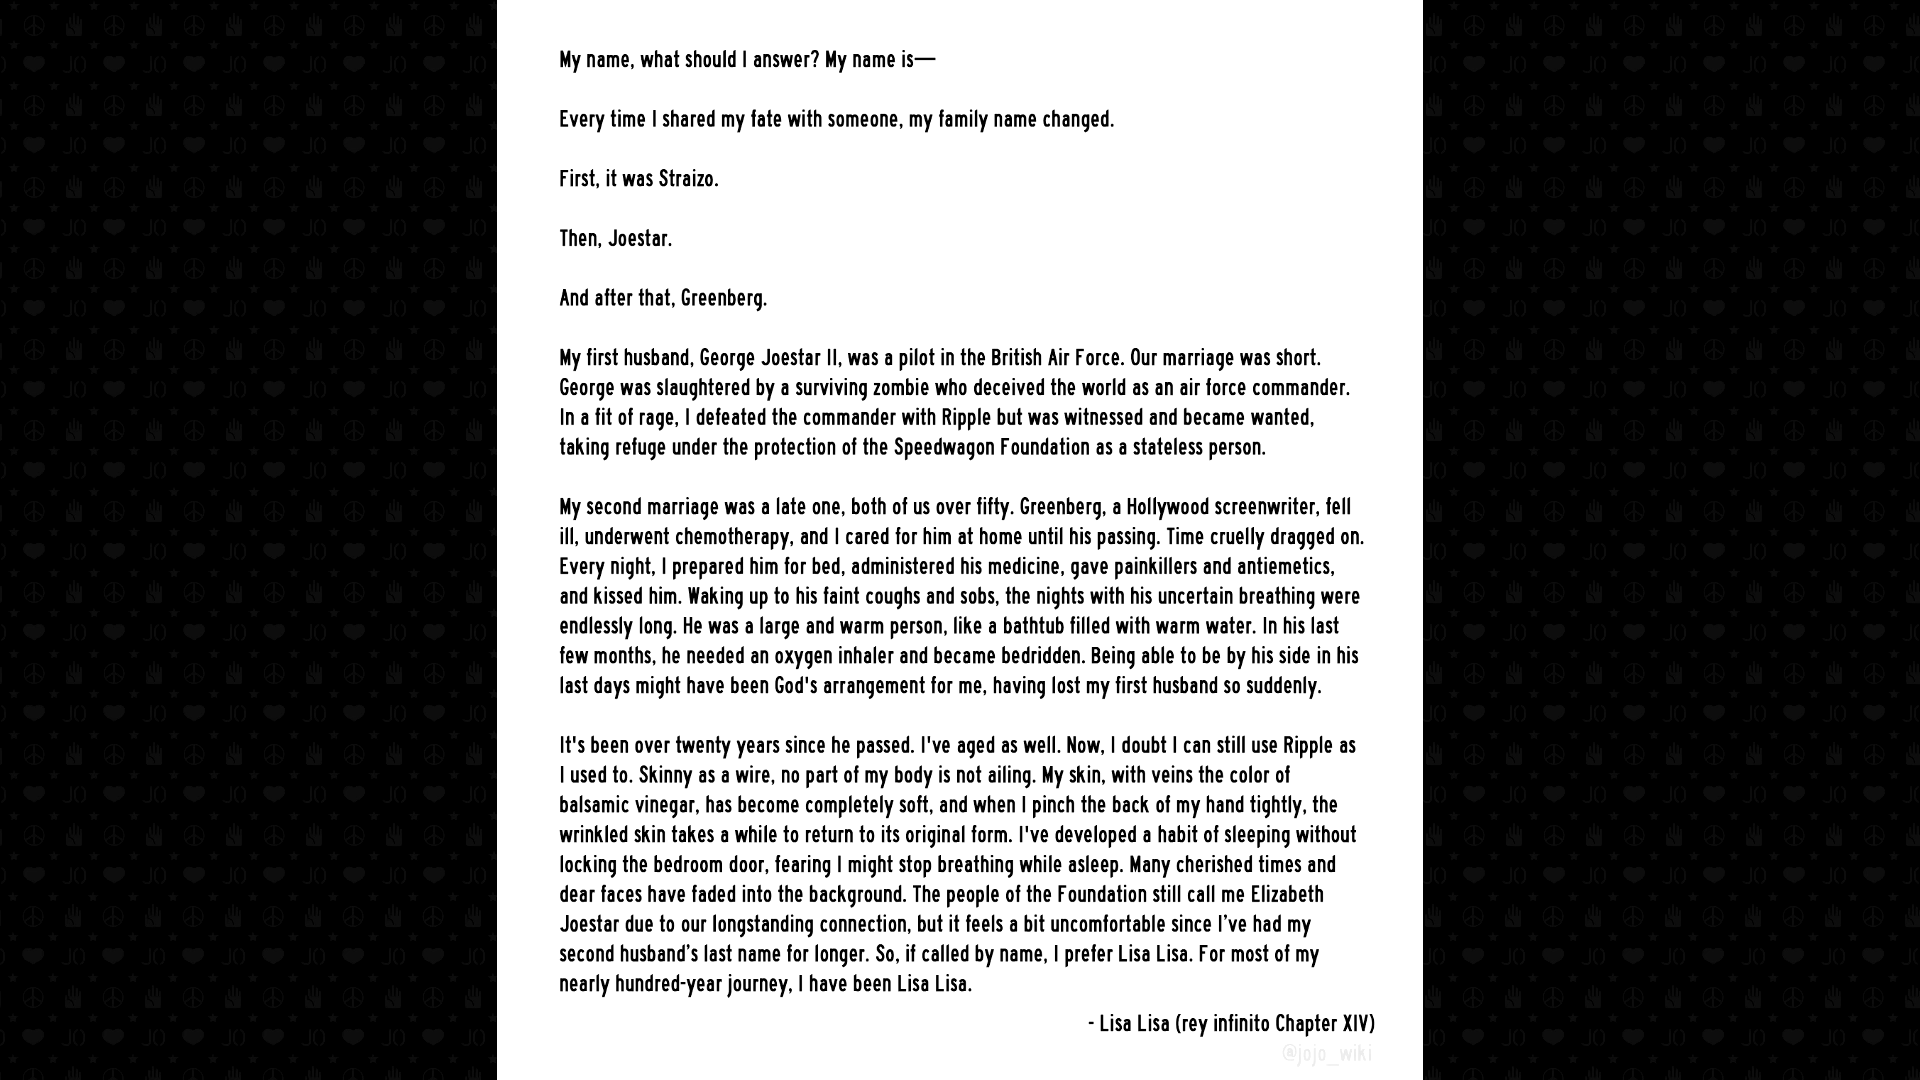 My name, what should I answer? My name is—
Every time I shared my fate with someone, my family name changed.
First, it was Straizo.
Then, Joestar.
And after that, Greenberg.
My first husband, George Joestar II, was a pilot in the British Air Force. Our marriage was short.
George was slaughtered by a surviving zombie who deceived the world as an air force commander.
In a fit of rage, I defeated the commander with Ripple but was witnessed and became wanted,
taking refuge under the protection of the Speedwagon Foundation as a stateless person.
My second marriage was a late one, both of us over fifty. Greenberg, a Hollywood screenwriter, fell
ill, underwent chemotherapy, and I cared for him at home until his passing. Time cruelly dragged on.
Every night, I prepared him for bed, administered his medicine, gave painkillers and antiemetics,
and kissed him. Waking up to his faint coughs and sobs, the nights with his uncertain breathing were
endlessly long. He was a large and warm person, like a bathtub filled with warm water. In his last
few months, he needed an oxygen inhaler and became bedridden. Being able to be by his side in his
last days might have been God's arrangement for me, having lost my first husband so suddenly.
It's been over twenty years since he passed. I've aged as well. Now, I doubt I can still use Ripple as
I used to. Skinny as a wire, no part of my body is not ailing. My skin, with veins the color of
balsamic vinegar, has become completely soft, and when I pinch the back of my hand tightly, the
wrinkled skin takes a while to return to its original form. I've developed a habit of sleeping without
locking the bedroom door, fearing I might stop breathing while asleep. Many cherished times and
dear faces have faded into the background. The people of the Foundation still call me Elizabeth
Joestar due to our longstanding connection, but it feels a bit uncomfortable since I’ve had my
second husband’s last name for longer. So, if called by name, I prefer Lisa Lisa. For most of my
nearly hundred-year journey, I have been Lisa Lisa.
- Lisa Lisa (rey infinito Chapter XIV)
@jojo_wiki